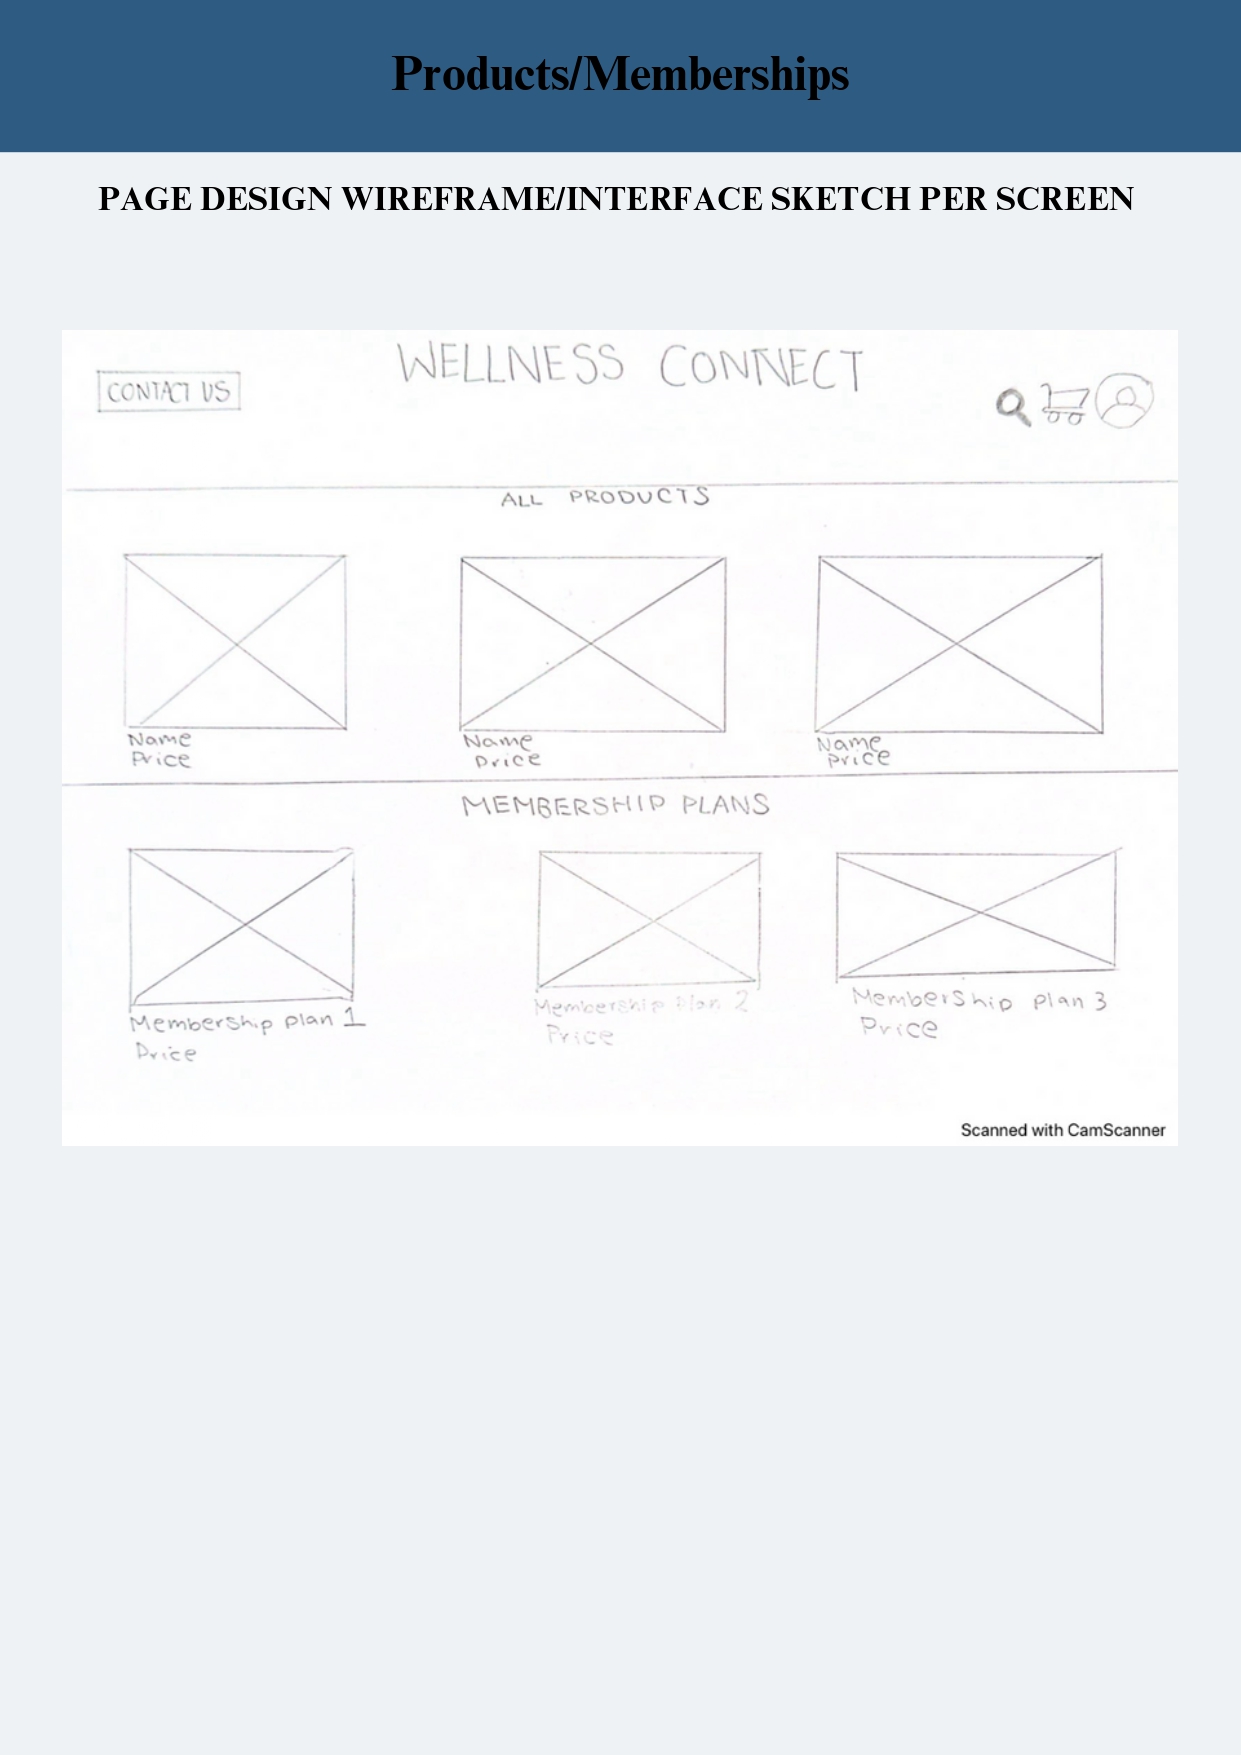 Products/Memberships
PAGE DESIGN WIREFRAME/INTERFACE SKETCH PER SCREEN
WELLNESS CONNECT
CONTACT US
ALL PRODUCTS
Name
Price
Name
Price
Name
Price
MEMBERSHIP PLANS
Membership plan 1
Price
Membership Plan 2
Price
Membership plan 3
Price
Scanned with CamScanner